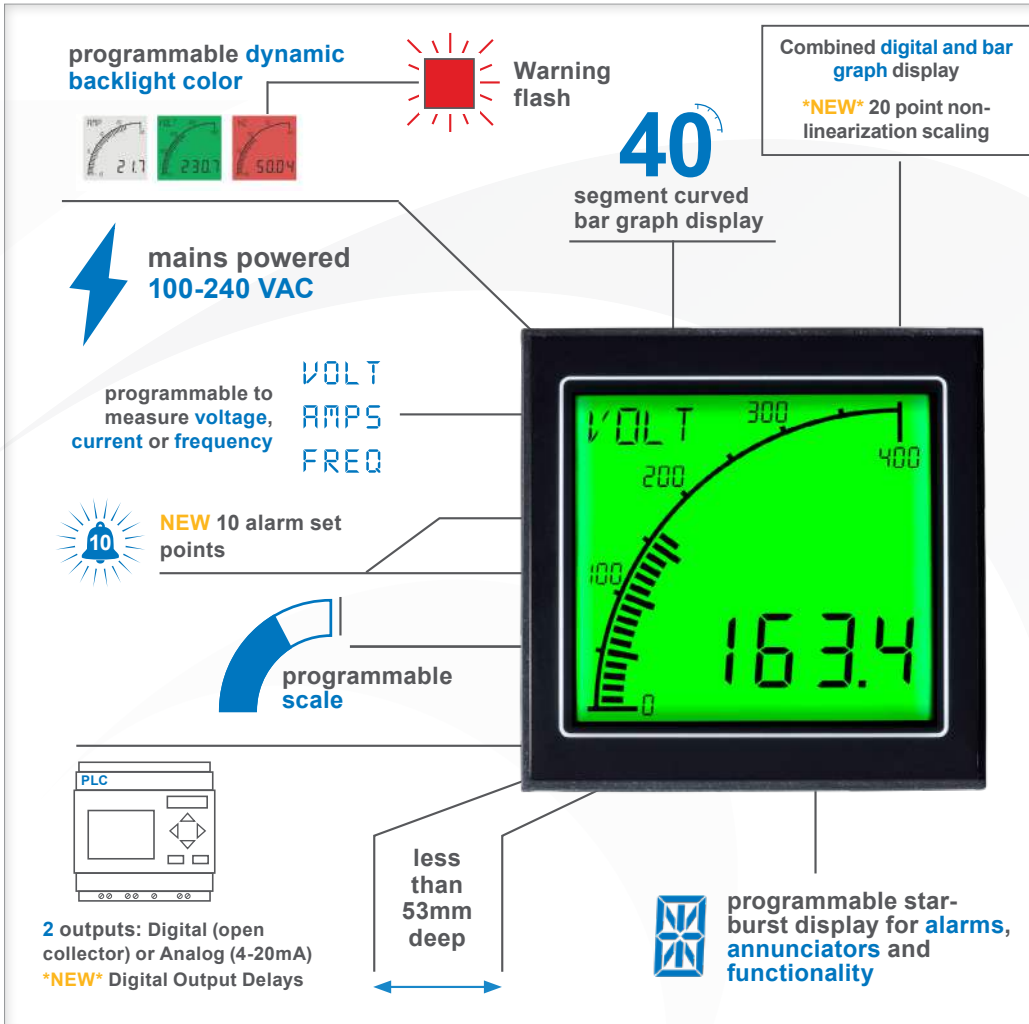 programmable dynamic
backlight color
AMP
21.7
VOLT
230.7
50.04
Warning
flash
40
segment curved
bar graph display
Combined digital and bar
graph display
*NEW* 20 point non-
linearization scaling
mains powered
100-240 VAC
programmable to
measure voltage,
current or frequency
VOLT
AMPS
FREQ
10
NEW 10 alarm set
points
programmable
scale
VOLT
300
400
200
100
0
163.4
PLC
2 outputs: Digital (open
collector) or Analog (4-20mA)
*NEW* Digital Output Delays
less
than
53mm
deep
programmable star-
burst display for alarms,
annunciators and
functionality